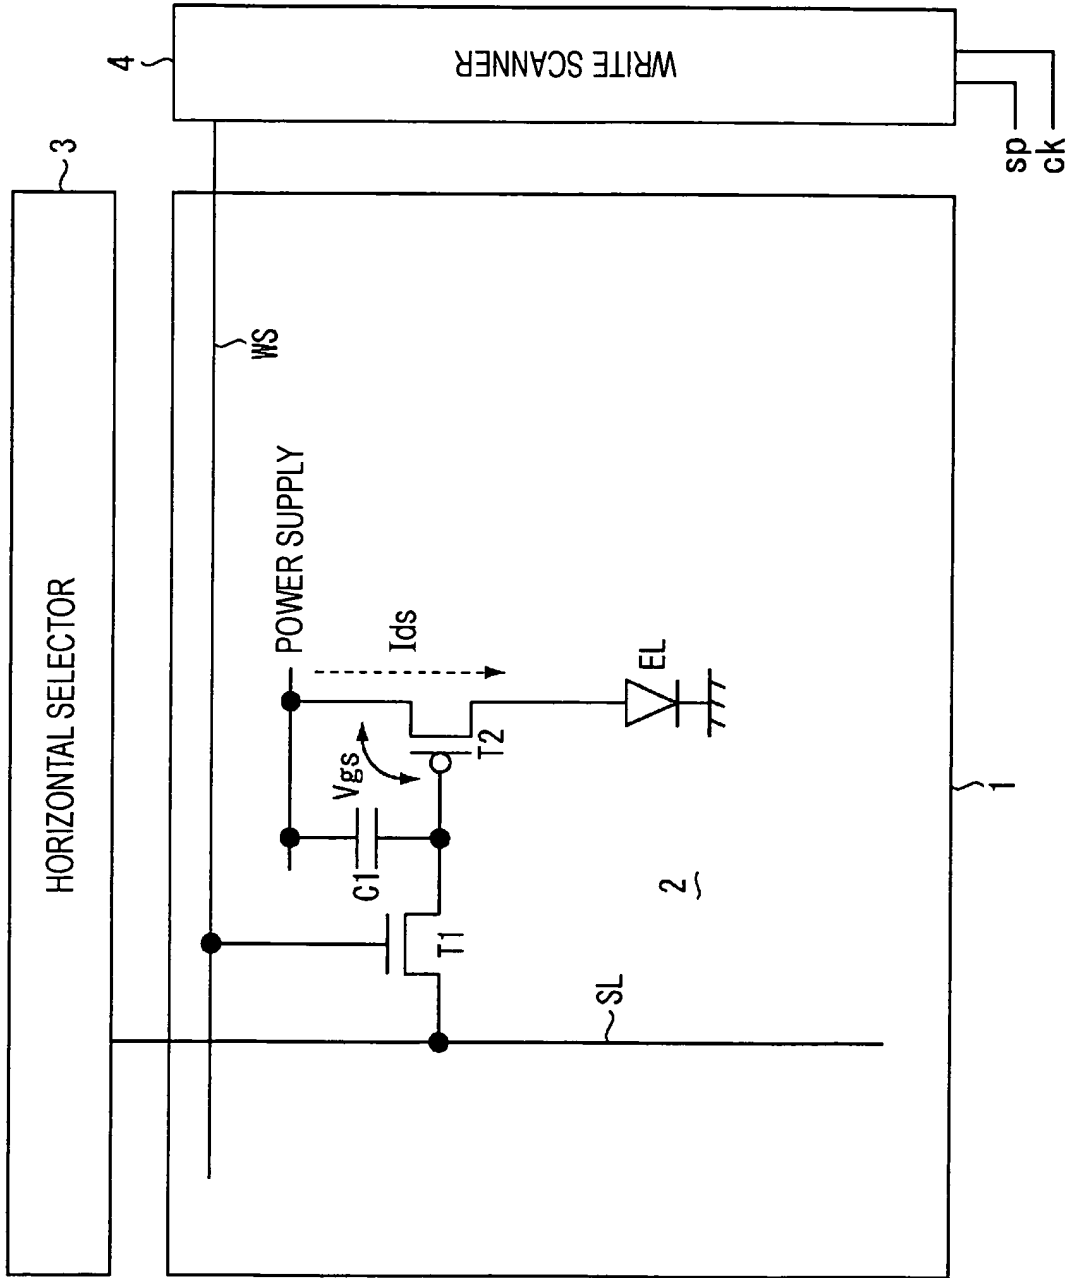 HORIZONTAL SELECTOR
3
4
WRITE SCANNER
sp
ck
WS
POWER SUPPLY
Ids
Vgs
C1
T1
T2
EL
2
SL
1